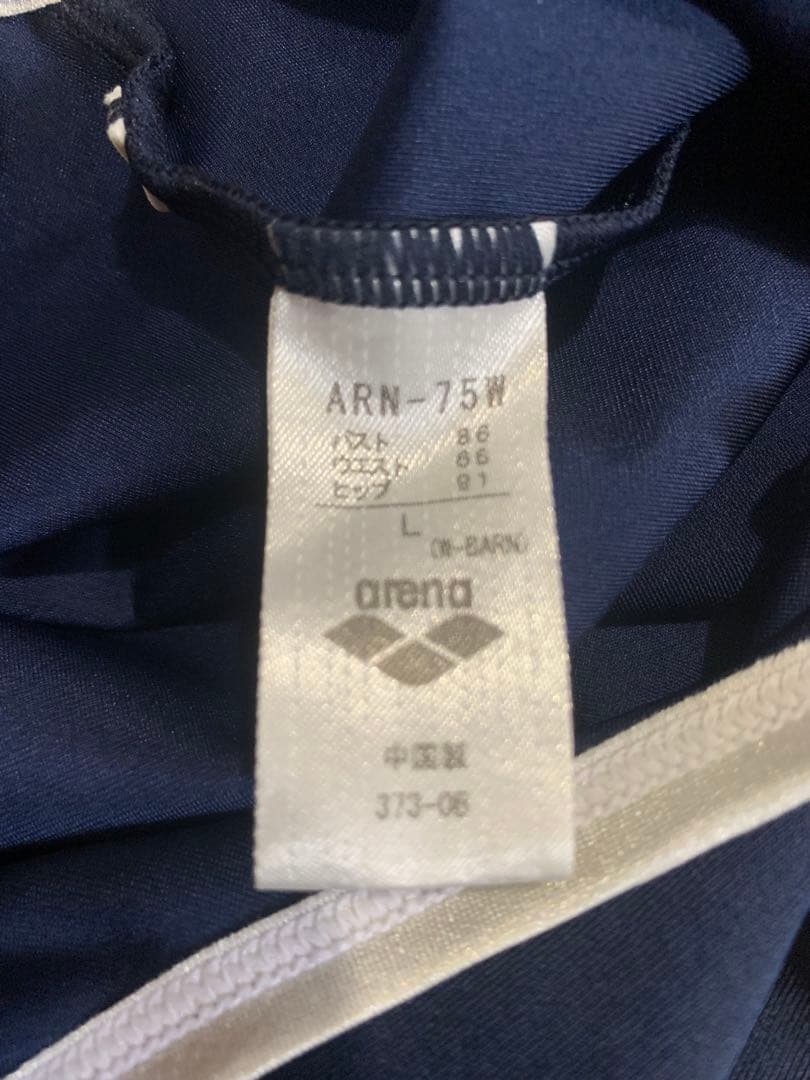 ARN-75W
バスト 86
ウエスト 66
ヒップ 91
L
(W-BARN)
arena
中国製
373-06